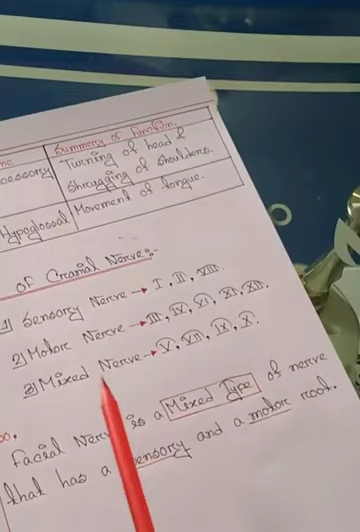 Summary of Function.
Accessory Turning of head &
Shrugging of shoulders.
Hypoglossal Movement of tongue.
of Cranial Nerve:-
1) Sensory Nerve → I, II, VIII.
2) Motor Nerve → III, IV, VI, XI, XII.
3) Mixed Nerve → V, VII, IX, X.
Facial Nerve is a Mixed Type of nerve
that has a sensory and a motor root.